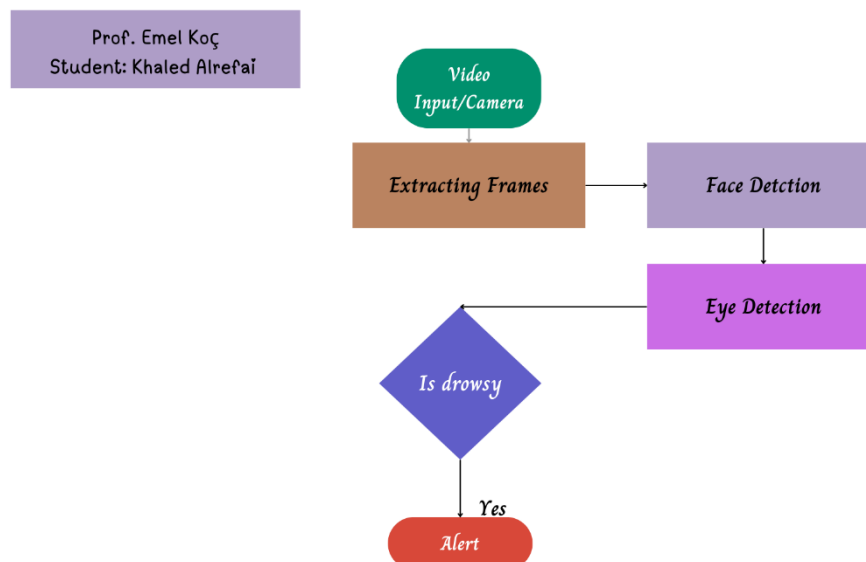 Prof. Emel Koç
Student: Khaled Alrefai
Video
Input/Camera
Extracting Frames
Face Detction
Eye Detection
Is drowsy
Yes
Alert